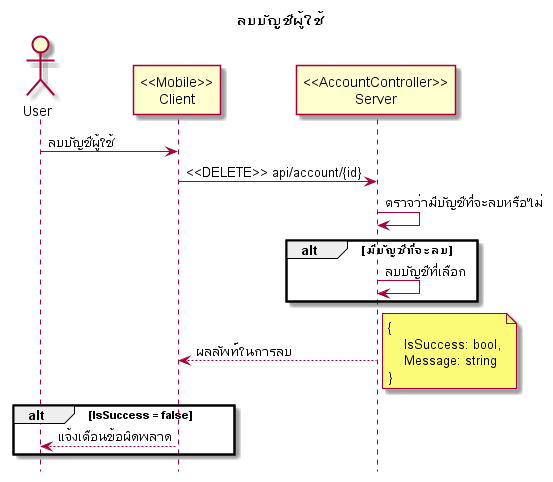 ลบบัญชีผู้ใช้
User
<<Mobile>>
Client
<<AccountController>>
Server
ลบบัญชีผู้ใช้
<<DELETE>> api/account/{id}
ตรวจว่ามีบัญชีที่จะลบหรือไม่
alt [มีบัญชีที่จะลบ]
ลบบัญชีที่เลือก
{
IsSuccess: bool,
Message: string
}
ผลลัพท์ในการลบ
alt [IsSuccess = false]
แจ้งเตือนข้อผิดพลาด